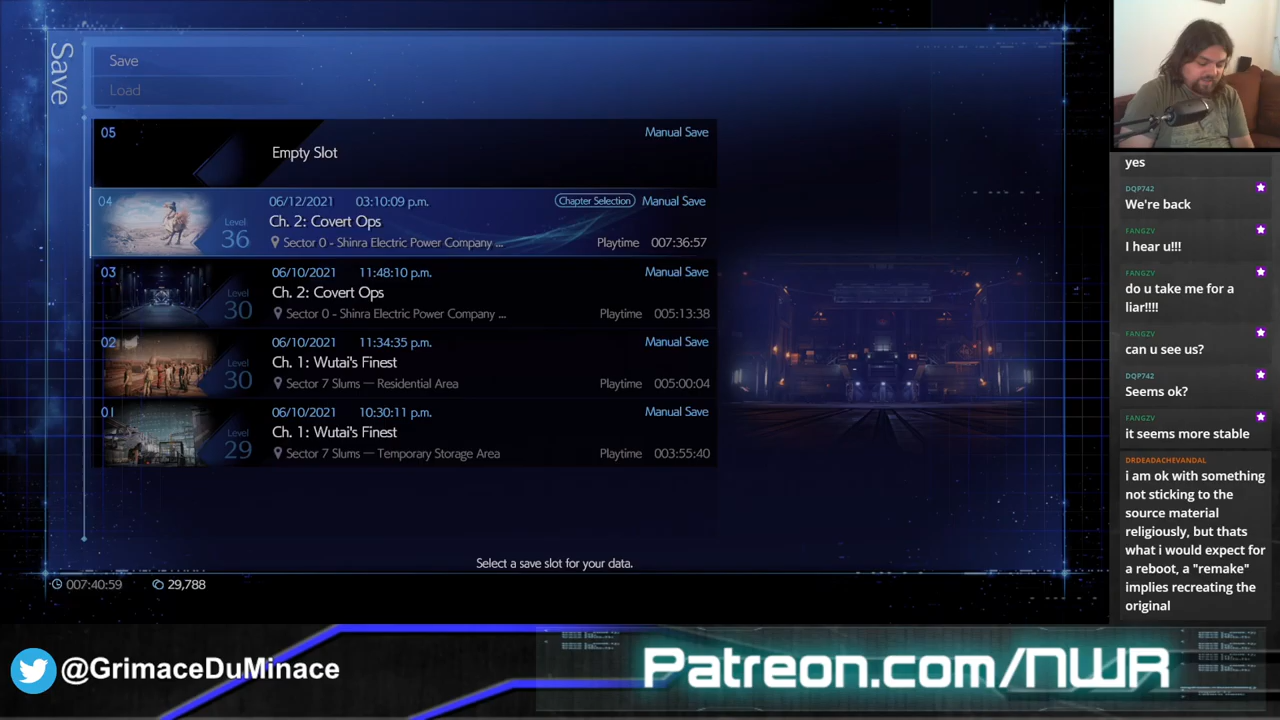 Save
Save
Load
05
Manual Save
Empty Slot
04
06/12/2021 03:10:09 p.m.
Chapter Selection
Manual Save
Level
36
Ch. 2: Covert Ops
Sector 0 - Shinra Electric Power Company ...
Playtime 007:36:57
03
06/10/2021 11:48:10 p.m.
Manual Save
Level
30
Ch. 2: Covert Ops
Sector 0 - Shinra Electric Power Company ...
Playtime 005:13:38
02
06/10/2021 11:34:35 p.m.
Manual Save
Level
30
Ch. 1: Wutai's Finest
Sector 7 Slums — Residential Area
Playtime 005:00:04
01
06/10/2021 10:30:11 p.m.
Manual Save
Level
29
Ch. 1: Wutai's Finest
Sector 7 Slums — Temporary Storage Area
Playtime 003:55:40
Select a save slot for your data.
007:40:59 29,788
yes
DQP742
We're back
FANGZV
I hear u!!!
FANGZV
do u take me for a
liar!!!!
FANGZV
can u see us?
DQP742
Seems ok?
FANGZV
it seems more stable
DRDEADACHEVANDAL
i am ok with something
not sticking to the
source material
religiously, but thats
what i would expect for
a reboot, a "remake"
implies recreating the
original
@GrimaceDuMinace
Patreon.com/NWR